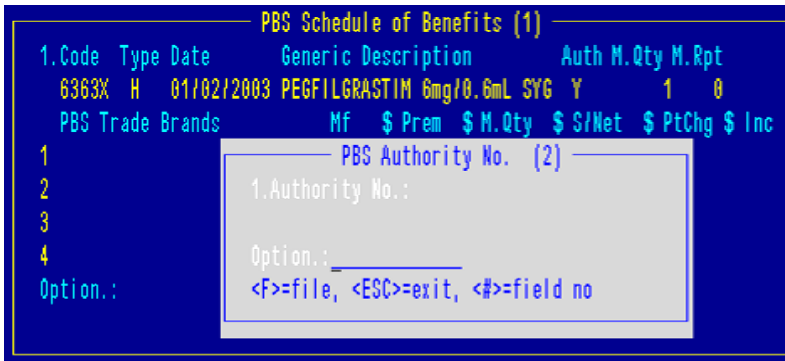 PBS Schedule of Benefits (1)
1.Code Type Date Generic Description Auth M.Qty M.Rpt
6363X H 01/02/2003 PEGFILGRASTIM 6mg/0.6mL SYG Y 1 0
PBS Trade Brands Mf $ Prem $ M.Qty $ S/Net $ PtChg $ Inc
1
PBS Authority No. (2)
2
1.Authority No.:
3
4
Option.:
Option.:
<F>=file, <ESC>=exit, <#>=field no